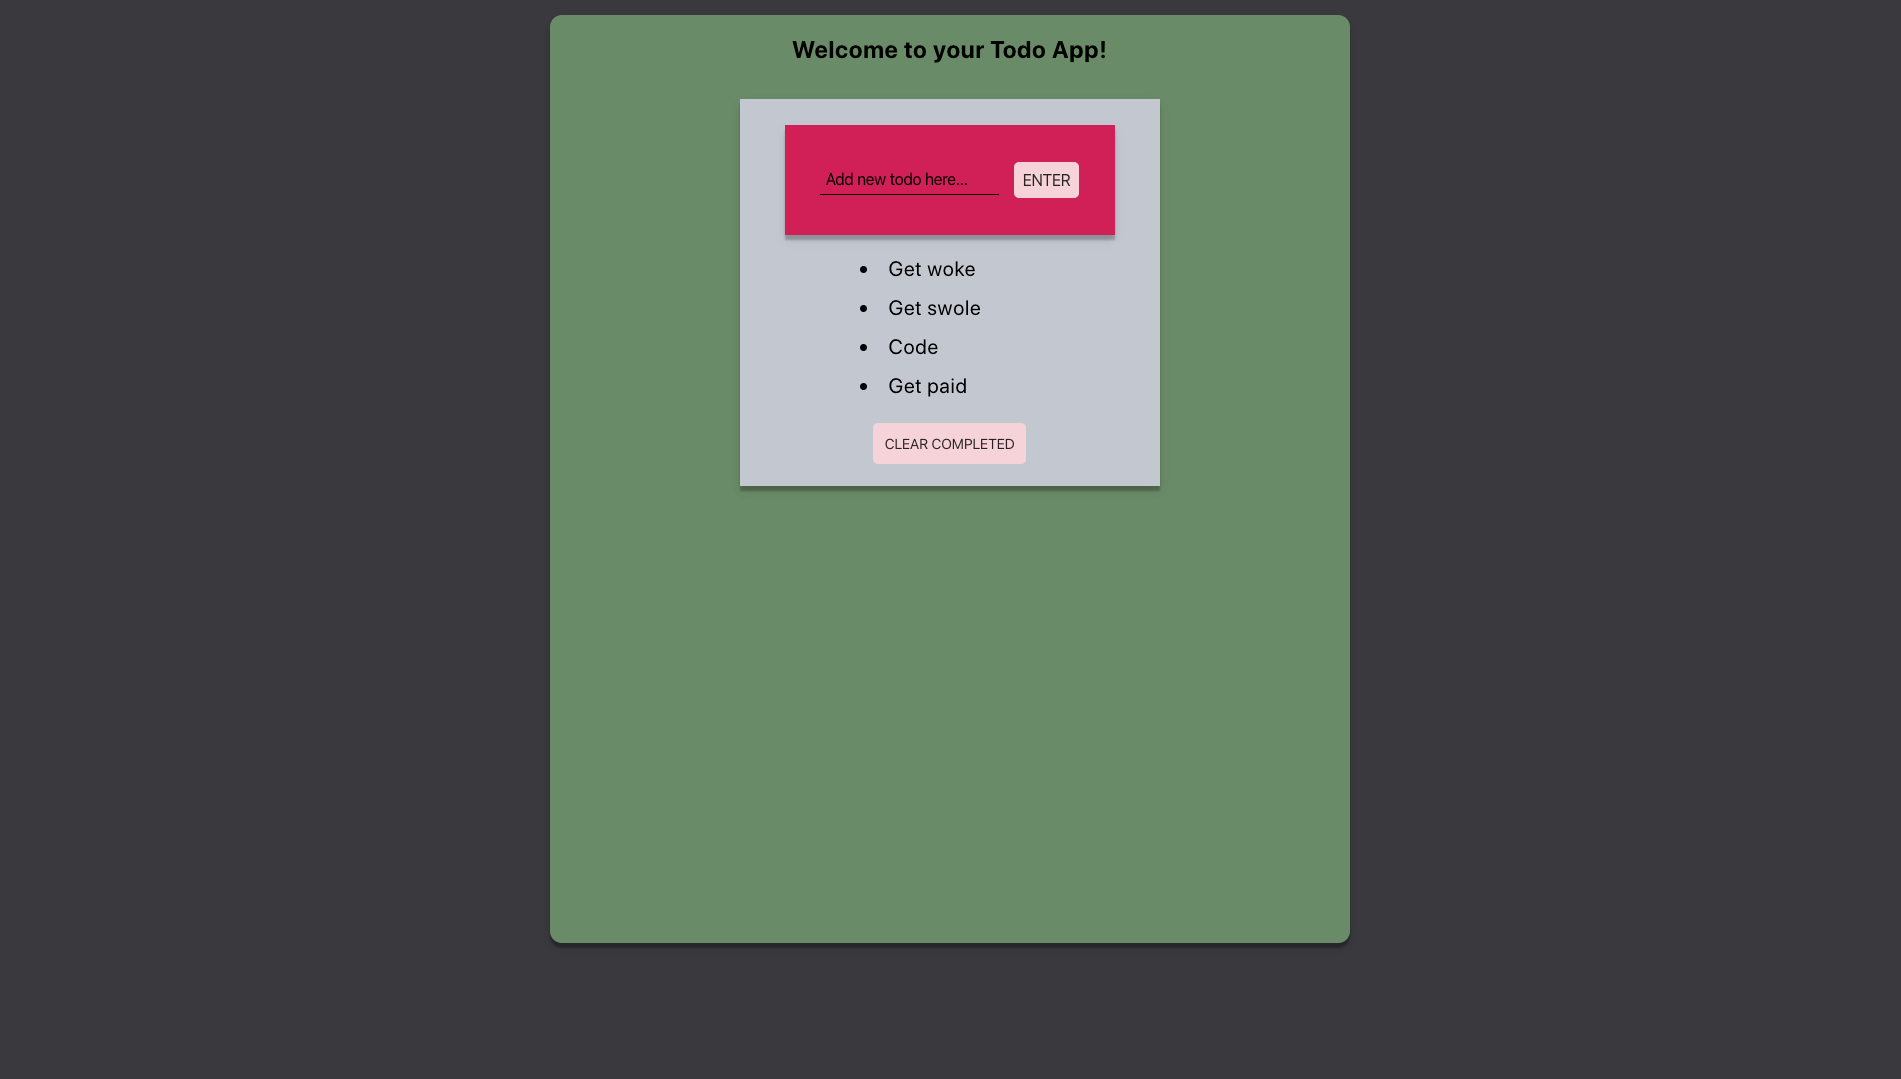 Welcome to your Todo App!
Add new todo here...
ENTER
Get woke
Get swole
Code
Get paid
CLEAR COMPLETED